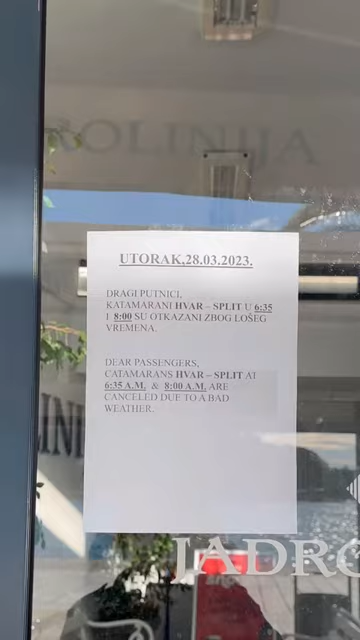 ROLINIJA
UTORAK,28.03.2023.
DRAGI PUTNICI,
KATAMARANI HVAR – SPLIT U 6:35
I 8:00 SU OTKAZANI ZBOG LOŠEG
VREMENA.
DEAR PASSENGERS,
CATAMARANS HVAR – SPLIT AT
6:35 A.M. & 8:00 A.M. ARE
CANCELED DUE TO A BAD
WEATHER.
JADRO